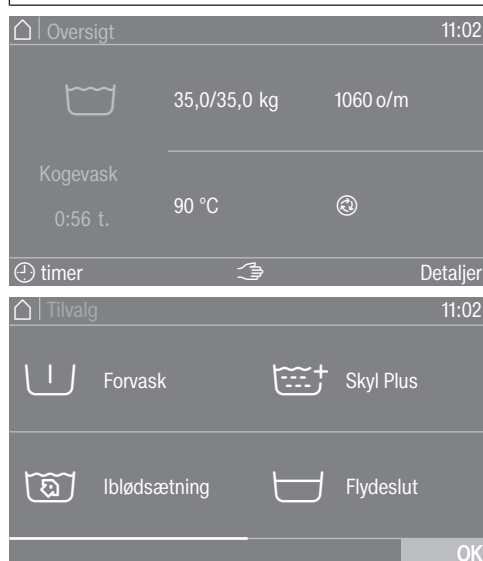 Oversigt 11:02
35,0/35,0 kg 1060 o/m
Kogevask
0:56 t.
90 °C
timer Detaljer
Tilvalg 11:02
Forvask Skyl Plus
Iblødsætning Flydeslut
OK